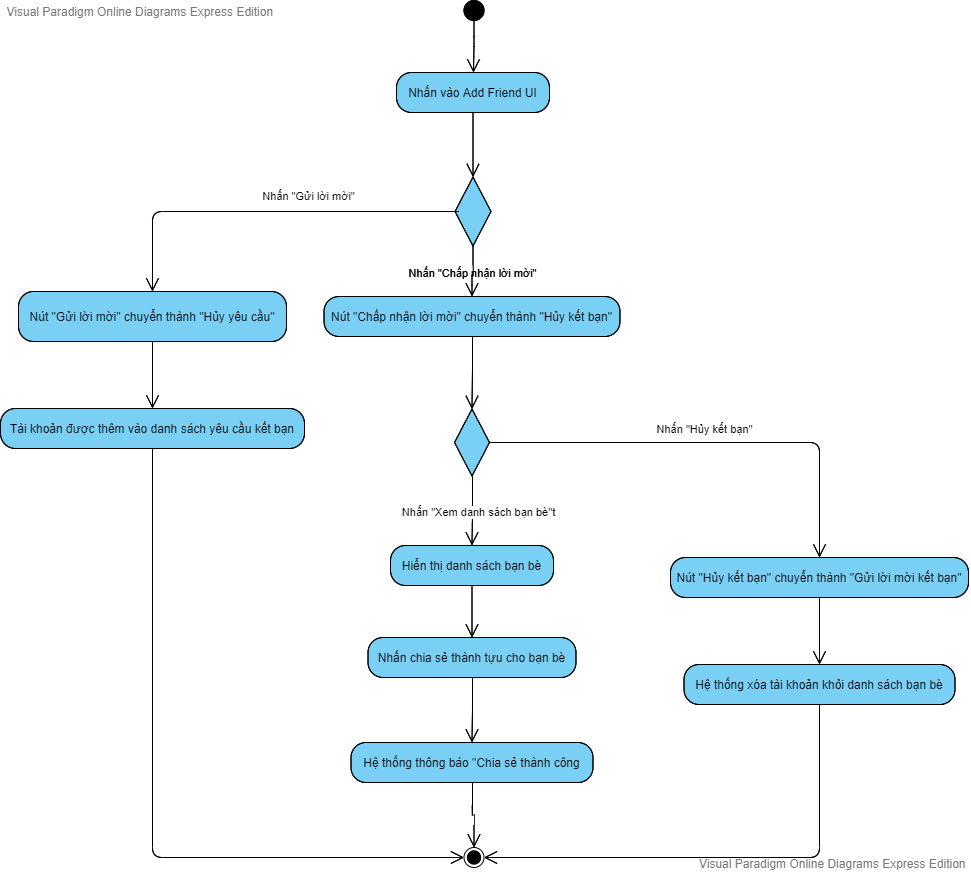 Visual Paradigm Online Diagrams Express Edition
Nhấn vào Add Friend UI
Nhấn "Gửi lời mời"
Nhấn "Chấp nhận lời mời"
Nút "Gửi lời mời" chuyển thành "Hủy yêu cầu"
Nút "Chấp nhận lời mời" chuyển thành "Hủy kết bạn"
Tài khoản được thêm vào danh sách yêu cầu kết bạn
Nhấn "Hủy kết bạn"
Nhấn "Xem danh sách bạn bè"t
Hiển thị danh sách bạn bè
Nút "Hủy kết bạn" chuyển thành "Gửi lời mời kết bạn"
Nhấn chia sẻ thành tựu cho bạn bè
Hệ thống xóa tài khoản khỏi danh sách bạn bè
Hệ thống thông báo "Chia sẻ thành công
Visual Paradigm Online Diagrams Express Edition